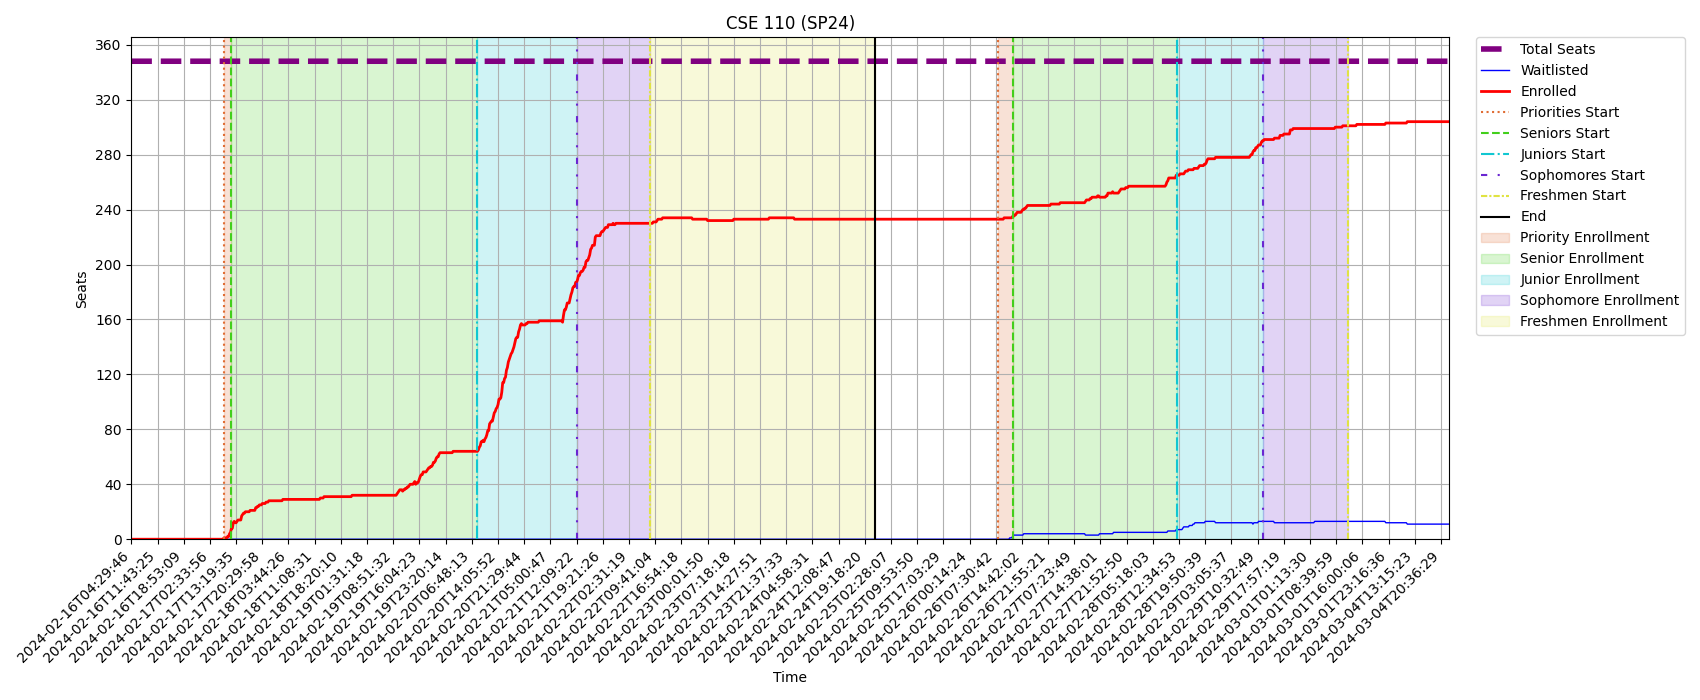 CSE 110 (SP24)
360
320
280
240
200
160
120
80
40
0
Seats
2024-02-16T04:29:46
2024-02-16T11:43:25
2024-02-16T18:53:09
2024-02-17T02:33:56
2024-02-17T13:19:35
2024-02-17T20:29:58
2024-02-18T03:44:26
2024-02-18T11:08:31
2024-02-18T18:20:10
2024-02-19T01:31:18
2024-02-19T08:51:32
2024-02-19T16:04:23
2024-02-19T23:20:14
2024-02-20T06:48:13
2024-02-20T14:05:52
2024-02-20T21:29:44
2024-02-21T05:00:47
2024-02-21T12:09:22
2024-02-21T19:21:26
2024-02-22T02:31:19
2024-02-22T09:41:04
2024-02-22T16:54:18
2024-02-23T00:01:50
2024-02-23T07:18:18
2024-02-23T14:27:51
2024-02-23T21:37:33
2024-02-24T04:58:31
2024-02-24T12:08:47
2024-02-24T19:18:20
2024-02-25T02:28:07
2024-02-25T09:53:50
2024-02-25T17:03:29
2024-02-26T00:14:24
2024-02-26T07:30:42
2024-02-26T14:42:02
2024-02-26T21:55:21
2024-02-27T07:23:49
2024-02-27T14:38:01
2024-02-27T21:52:50
2024-02-28T05:18:03
2024-02-28T12:34:53
2024-02-28T19:50:39
2024-02-29T03:05:37
2024-02-29T10:32:49
2024-02-29T17:57:19
2024-03-01T01:13:30
2024-03-01T08:39:59
2024-03-01T16:00:06
2024-03-01T23:16:36
2024-03-04T13:15:23
2024-03-04T20:36:29
Time
Total Seats
Waitlisted
Enrolled
Priorities Start
Seniors Start
Juniors Start
Sophomores Start
Freshmen Start
End
Priority Enrollment
Senior Enrollment
Junior Enrollment
Sophomore Enrollment
Freshmen Enrollment